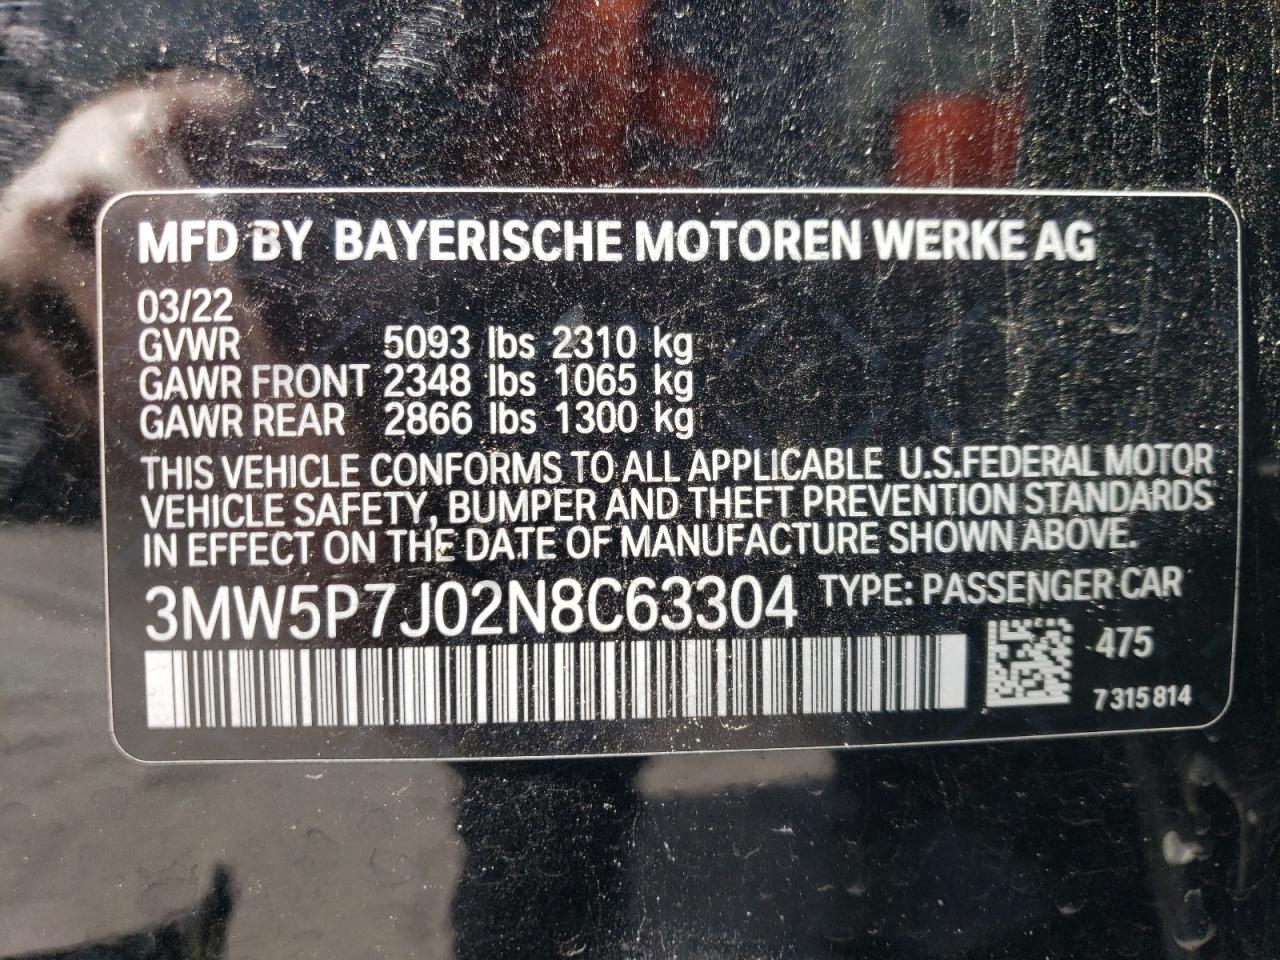 MFD BY BAYERISCHE MOTOREN WERKE AG
03/22
GVWR 5093 lbs 2310 kg
GAWR FRONT 2348 lbs 1065 kg
GAWR REAR 2866 lbs 1300 kg
THIS VEHICLE CONFORMS TO ALL APPLICABLE U.S.FEDERAL MOTOR
VEHICLE SAFETY, BUMPER AND THEFT PREVENTION STANDARDS
IN EFFECT ON THE DATE OF MANUFACTURE SHOWN ABOVE.
3MW5P7J02N8C63304 TYPE: PASSENGER CAR
475
7 315 814